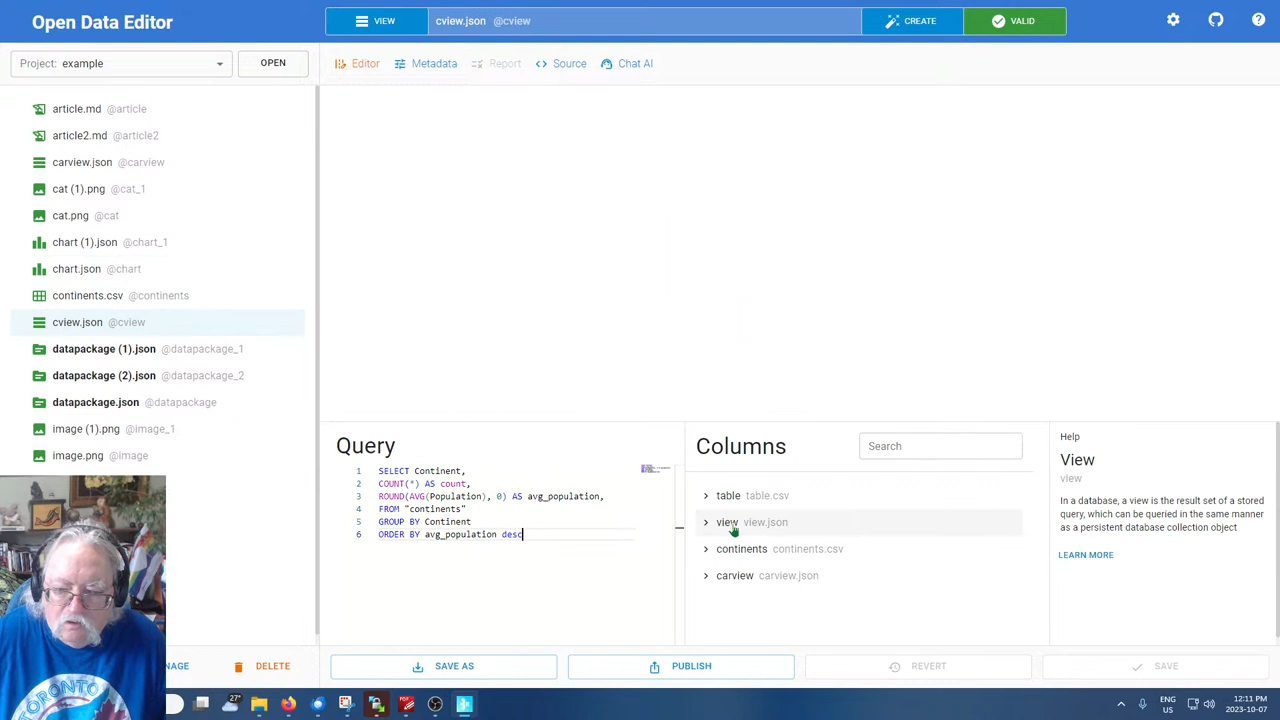 Open Data Editor
VIEW
cview.json @cview
CREATE
VALID
Project: example
OPEN
Editor
Metadata
Report
Source
Chat AI
article.md @article
article2.md @article2
carview.json @carview
cat (1).png @cat_1
cat.png @cat
chart (1).json @chart_1
chart.json @chart
continents.csv @continents
cview.json @cview
datapackage (1).json @datapackage_1
datapackage (2).json @datapackage_2
datapackage.json @datapackage
image (1).png @image_1
image.png @image
Query
1 SELECT Continent,
2 COUNT(*) AS count,
3 ROUND(AVG(Population), 0) AS avg_population,
4 FROM "continents"
5 GROUP BY Continent
6 ORDER BY avg_population desc
Columns
Search
table table.csv
view view.json
continents continents.csv
carview carview.json
Help
View
view
In a database, a view is the result set of a stored
query, which can be queried in the same manner
as a persistent database collection object
LEARN MORE
NAGE
DELETE
SAVE AS
PUBLISH
REVERT
SAVE
TORONTO
27°
ENG
US
12:11 PM
2023-10-07